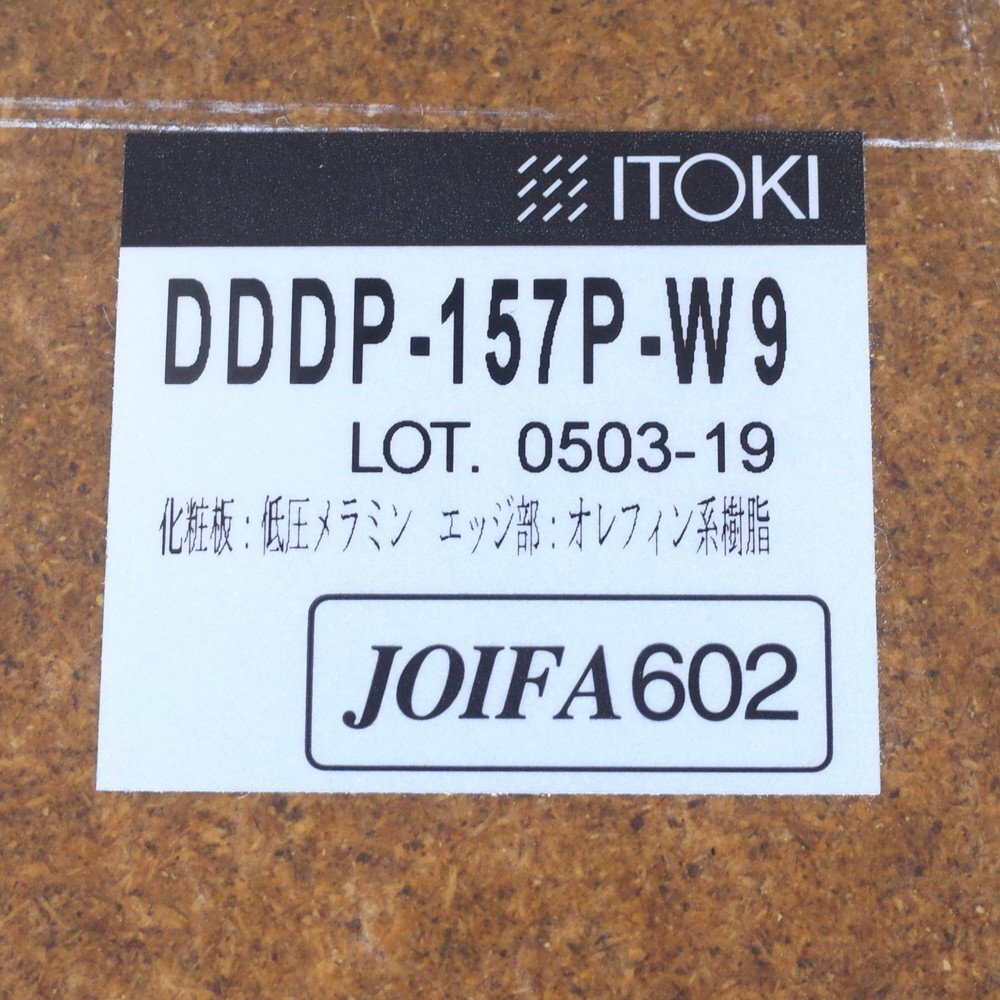 ITOKI
DDDP-157P-W9
LOT. 0503-19
化粧板：低圧メラミン エッジ部：オレフィン系樹脂
JOIFA602